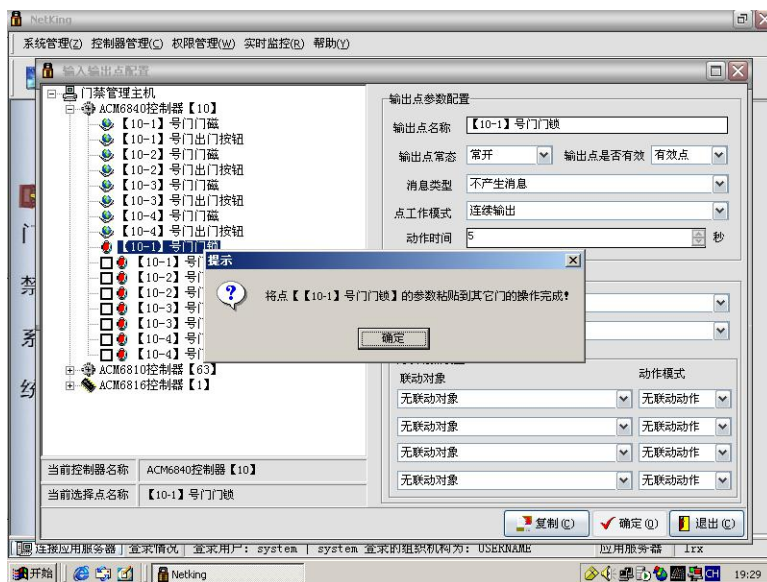 NetKing
系统管理(Z) 控制器管理(C) 权限管理(W) 实时监控(R) 帮助(Y)
输入输出点配置
门禁管理主机
ACM6840控制器【10】
【10-1】号门门磁
【10-1】号门出门按钮
【10-2】号门门磁
【10-2】号门出门按钮
【10-3】号门门磁
【10-3】号门出门按钮
【10-4】号门门磁
【10-4】号门出门按钮
【10-1】号门门锁
【10-1】号门
【10-2】号门
【10-2】号门
【10-3】号门
【10-3】号门
【10-4】号门
【10-4】号门
ACM6810控制器【63】
ACM6816控制器【1】
当前控制器名称 ACM6840控制器【10】
当前选择点名称 【10-1】号门门锁
输出点参数配置
输出点名称 【10-1】号门门锁
输出点常态 常开 输出点是否有效 有效点
消息类型 不产生消息
点工作模式 连续输出
动作时间 5 秒
提示
将点【【10-1】号门门锁】的参数粘贴到其它门的操作完成!
确定
联动对象 动作模式
无联动对象 无联动动作
无联动对象 无联动动作
无联动对象 无联动动作
无联动对象 无联动动作
复制(C) 确定(O) 退出(C)
门
禁
系
统
连接应用服务器 登录情况 登录用户: system system 登录的组织机构为: USERNAME 应用服务器 lrx
开始 Netking CH 19:29